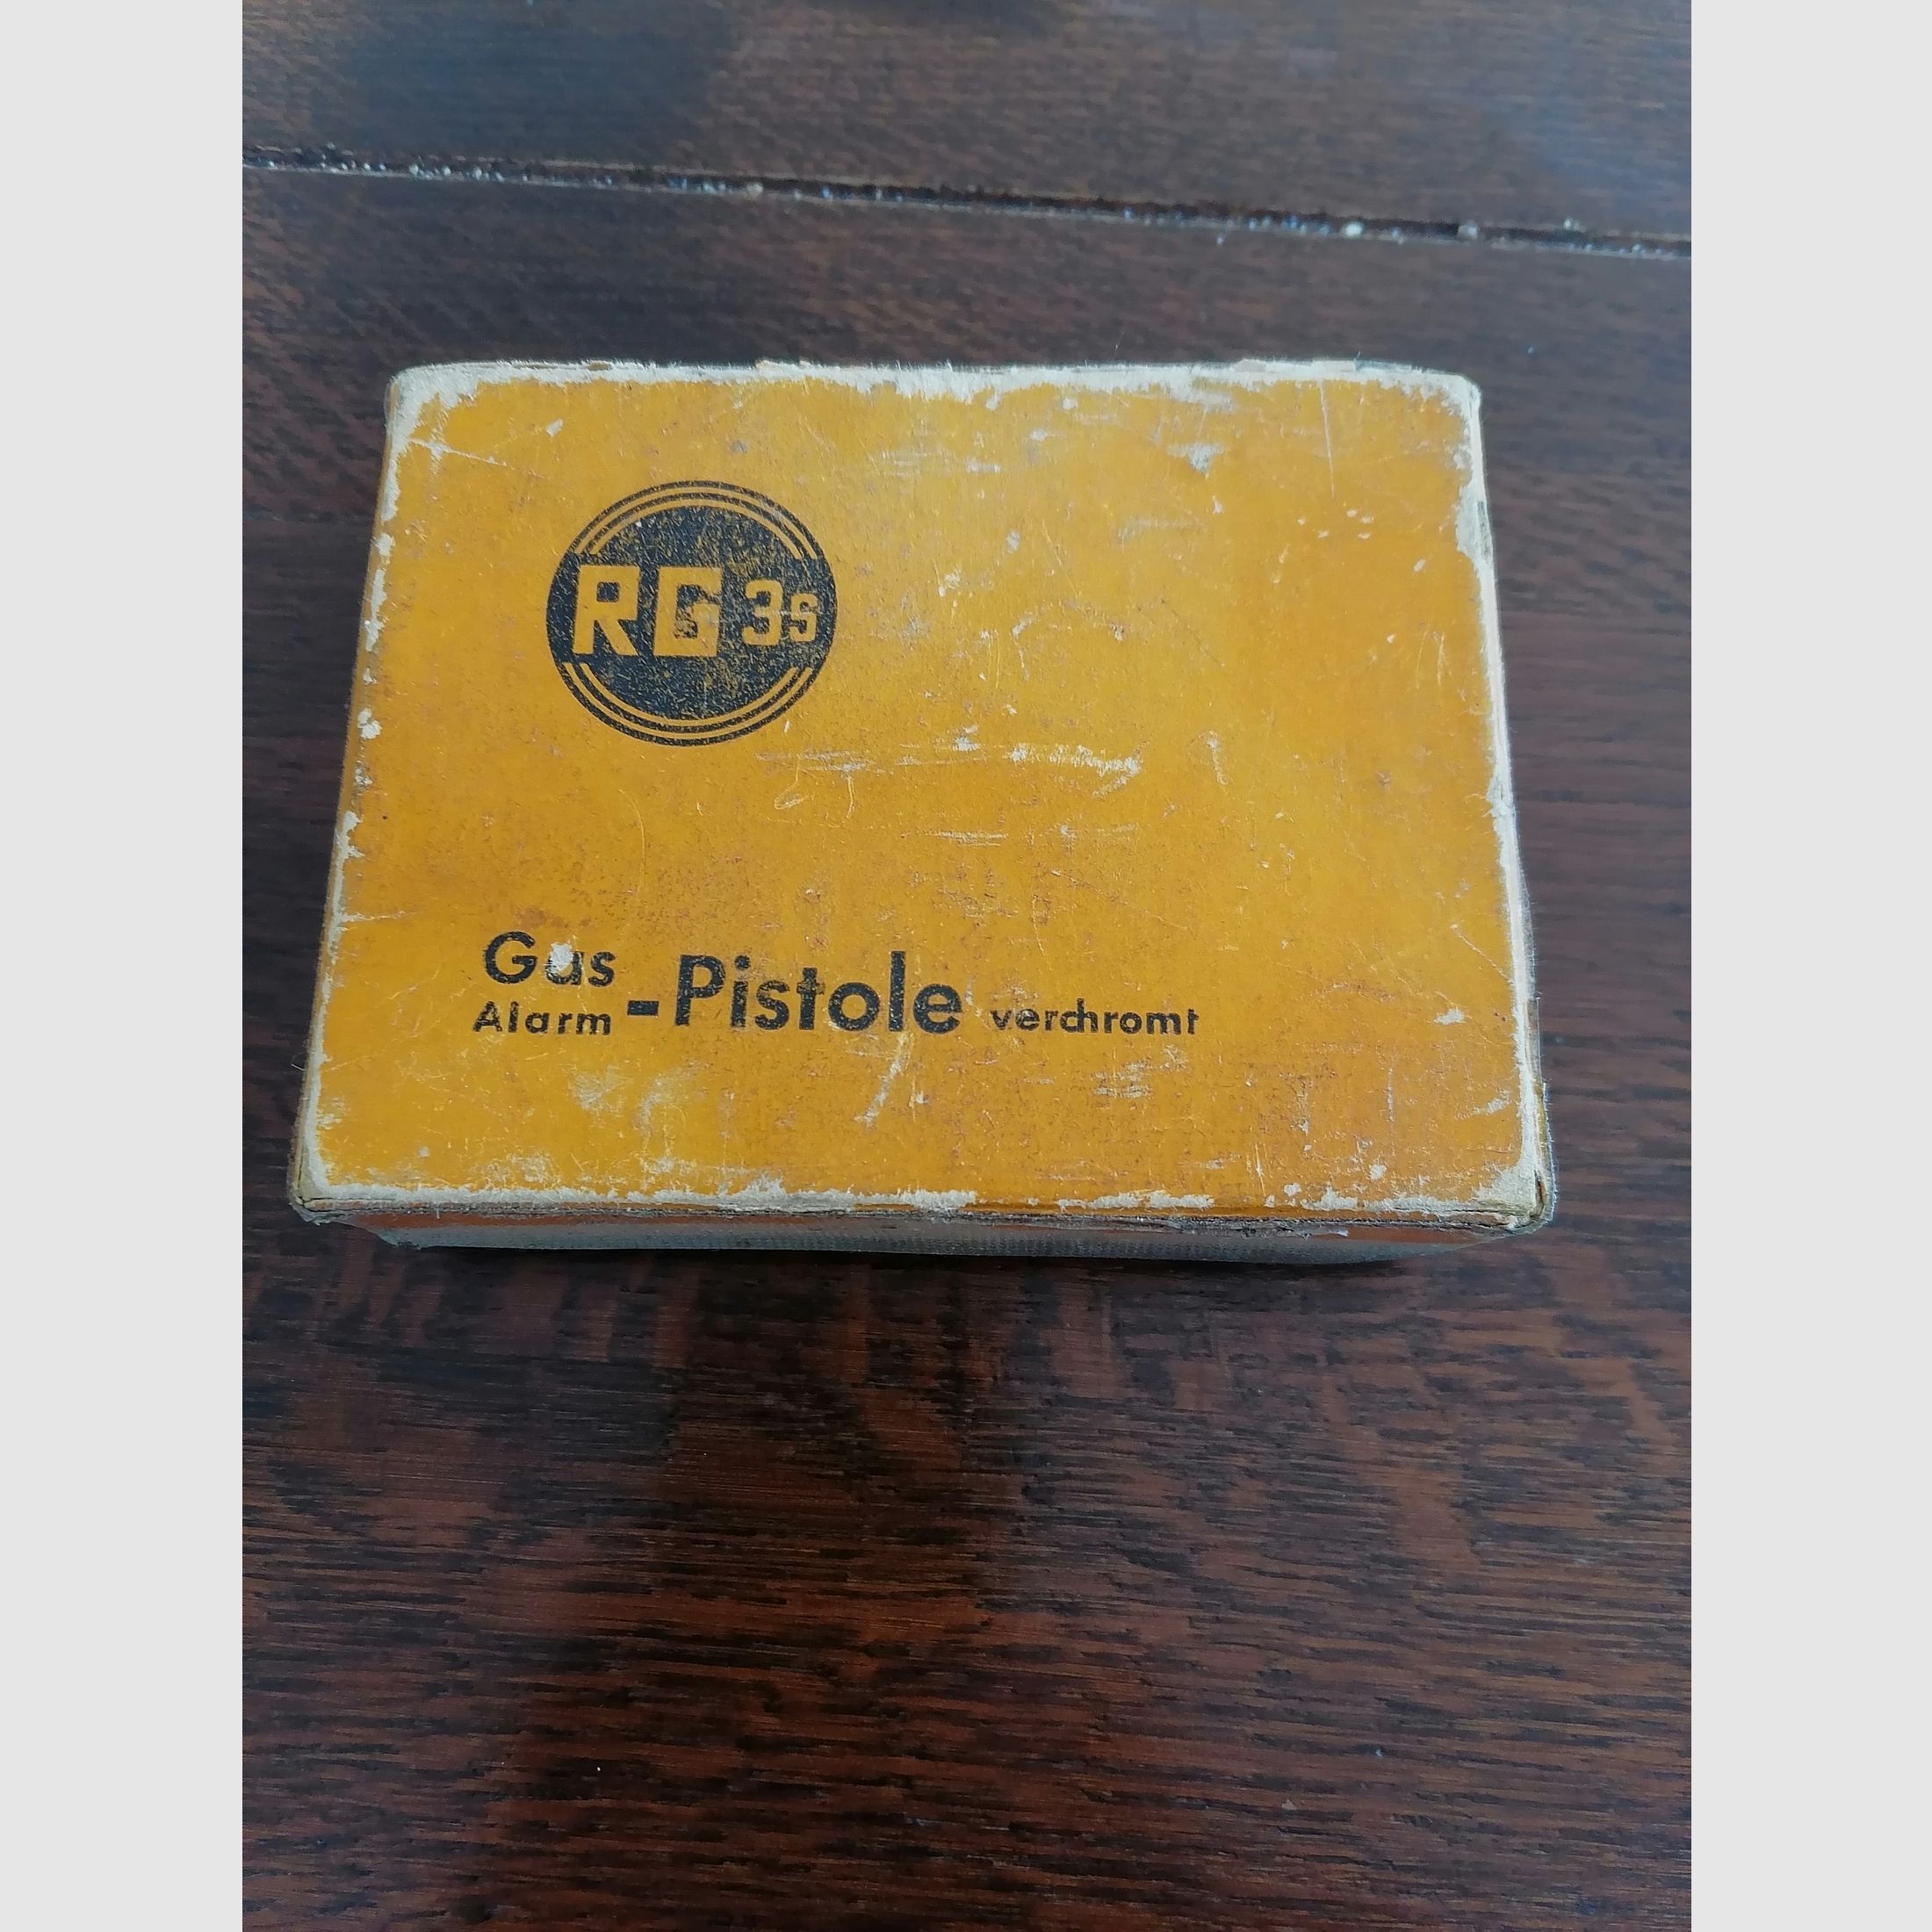 RG 3s
Gas
Alarm -Pistole verchromt